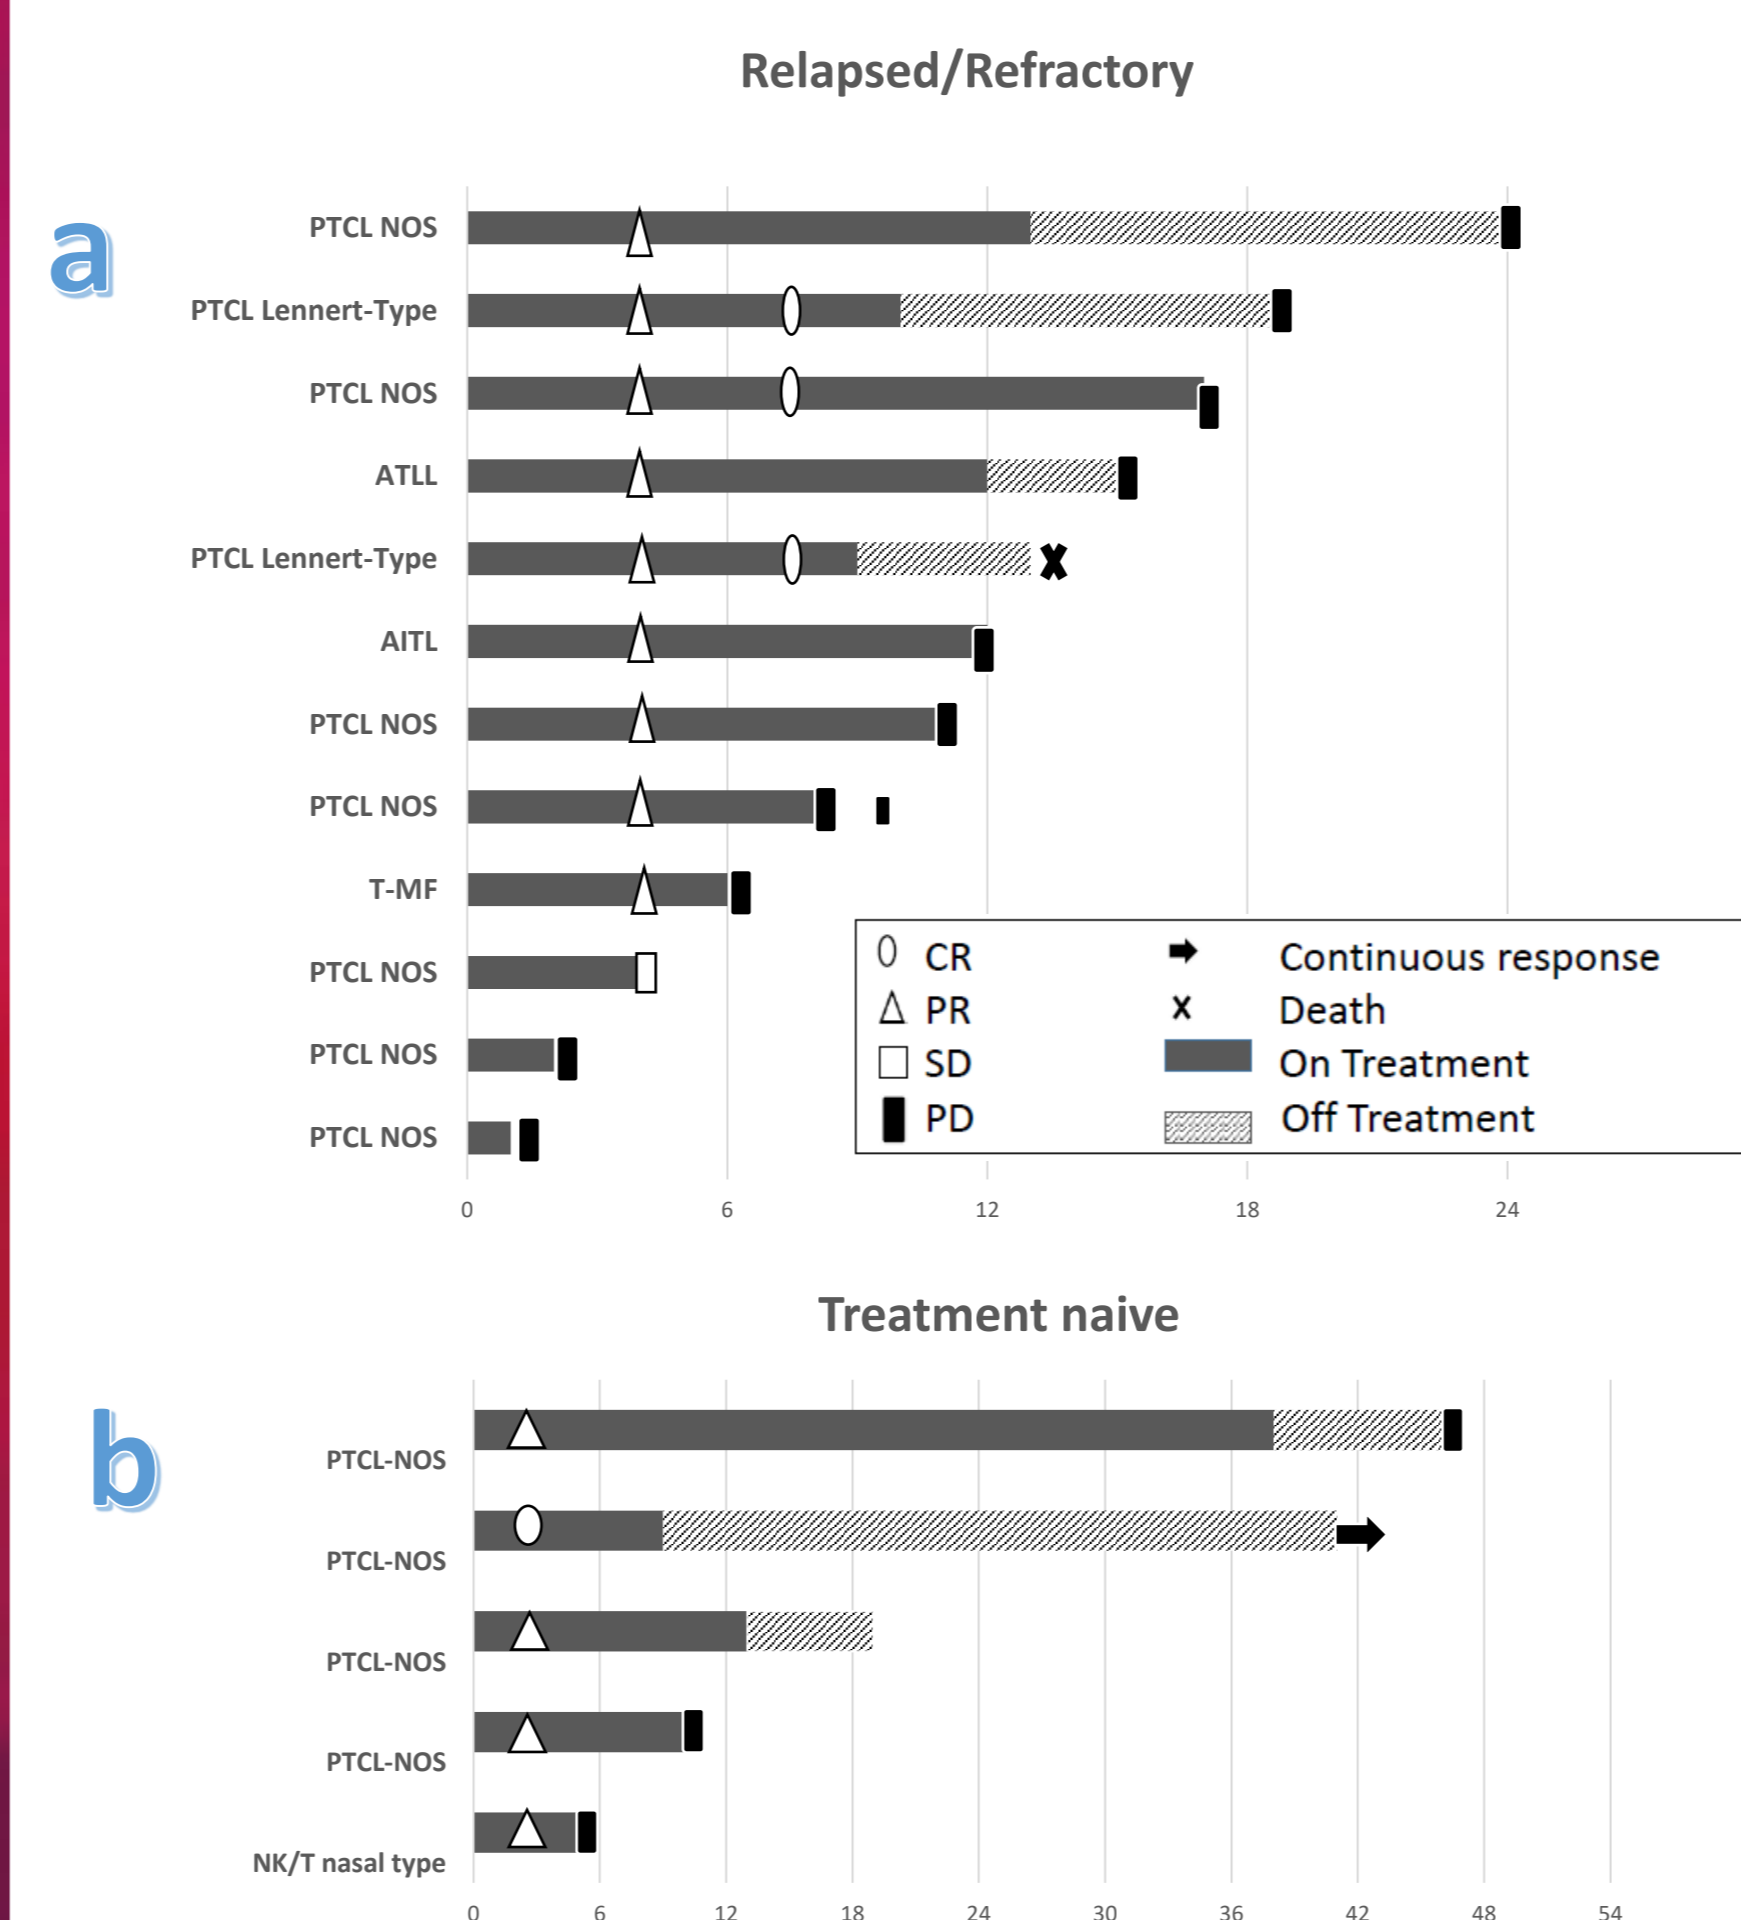 Relapsed/Refractory
a
PTCL NOS
PTCL Lennert-Type
PTCL NOS
ATLL
PTCL Lennert-Type
AITL
PTCL NOS
PTCL NOS
T-MF
PTCL NOS
PTCL NOS
PTCL NOS
CR
Continuous response
PR
Death
SD
On Treatment
PD
Off Treatment
0 6 12 18 24
Treatment naive
b
PTCL-NOS
PTCL-NOS
PTCL-NOS
PTCL-NOS
NK/T nasal type
0 6 12 18 24 30 36 42 48 54